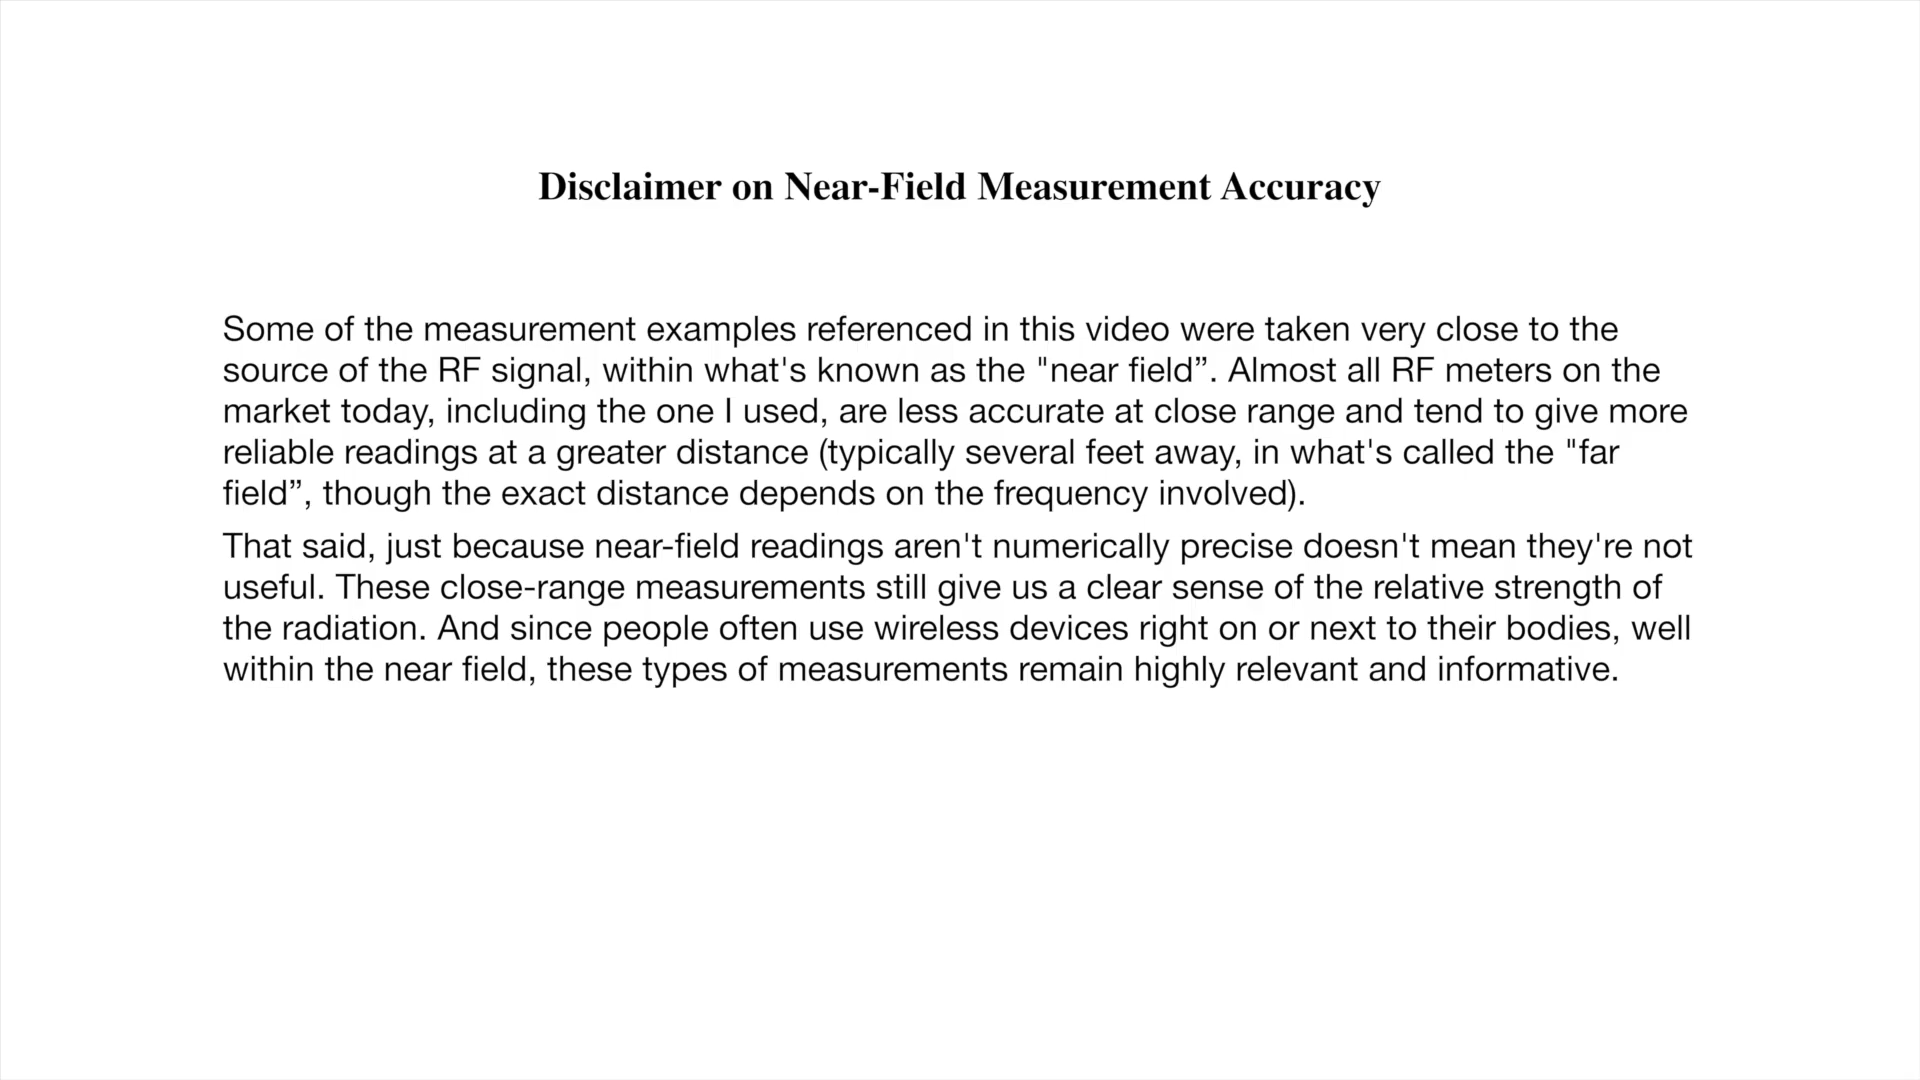 Disclaimer on Near-Field Measurement Accuracy
Some of the measurement examples referenced in this video were taken very close to the
source of the RF signal, within what's known as the "near field”. Almost all RF meters on the
market today, including the one I used, are less accurate at close range and tend to give more
reliable readings at a greater distance (typically several feet away, in what's called the "far
field”, though the exact distance depends on the frequency involved).
That said, just because near-field readings aren't numerically precise doesn't mean they're not
useful. These close-range measurements still give us a clear sense of the relative strength of
the radiation. And since people often use wireless devices right on or next to their bodies, well
within the near field, these types of measurements remain highly relevant and informative.